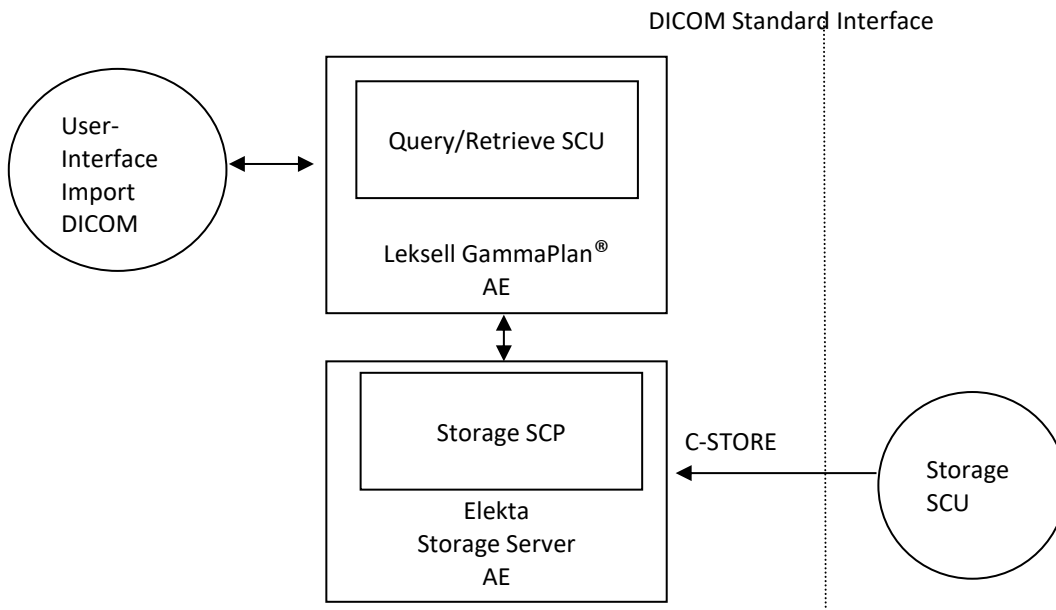 DICOM Standard Interface
User-
Interface
Import
DICOM
Query/Retrieve SCU
Leksell GammaPlan®
AE
Storage SCP
Elekta
Storage Server
AE
C-STORE
Storage
SCU